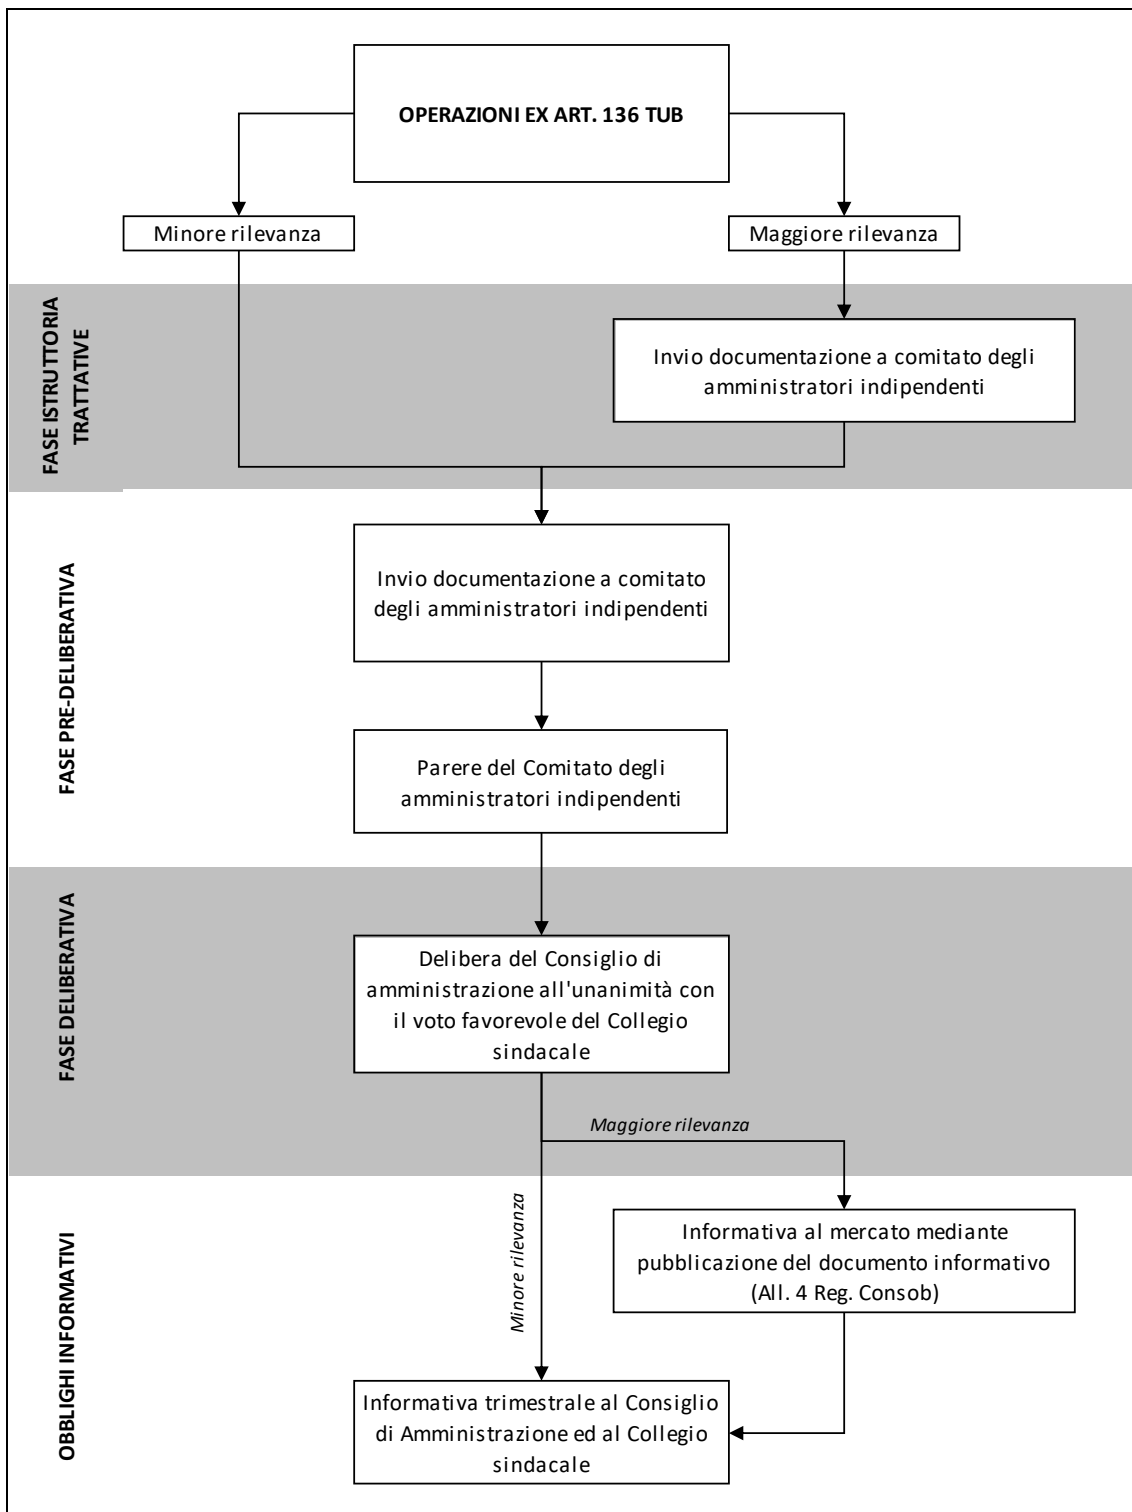 OPERAZIONI EX ART. 136 TUB
Minore rilevanza
Maggiore rilevanza
FASE ISTRUTTORIA
TRATTATIVE
Invio documentazione a comitato degli
amministratori indipendenti
FASE PRE-DELIBERATIVA
Invio documentazione a comitato
degli amministratori indipendenti
Parere del Comitato degli
amministratori indipendenti
FASE DELIBERATIVA
Delibera del Consiglio di
amministrazione all'unanimità con
il voto favorevole del Collegio
sindacale
Maggiore rilevanza
Minore rilevanza
OBBLIGHI INFORMATIVI
Informativa al mercato mediante
pubblicazione del documento informativo
(All. 4 Reg. Consob)
Informativa trimestrale al Consiglio
di Amministrazione ed al Collegio
sindacale